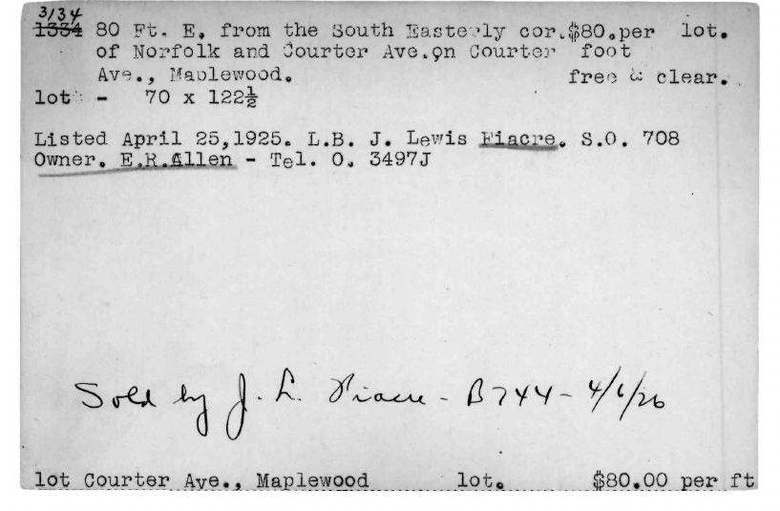 3134
1334 80 Ft. E. from the South Easterly cor. $80.per lot.
of Norfolk and Courter Ave.on Courter foot
Ave., Maplewood. free & clear.
lot - 70 x 122½
Listed April 25,1925. L.B. J. Lewis Fiacre. S.O. 708
Owner. E.R.Allen - Tel. O. 3497J
Sold by J. L. Fiacre - B744 - 4/6/26
lot Courter Ave., Maplewood lot. $80.00 per ft